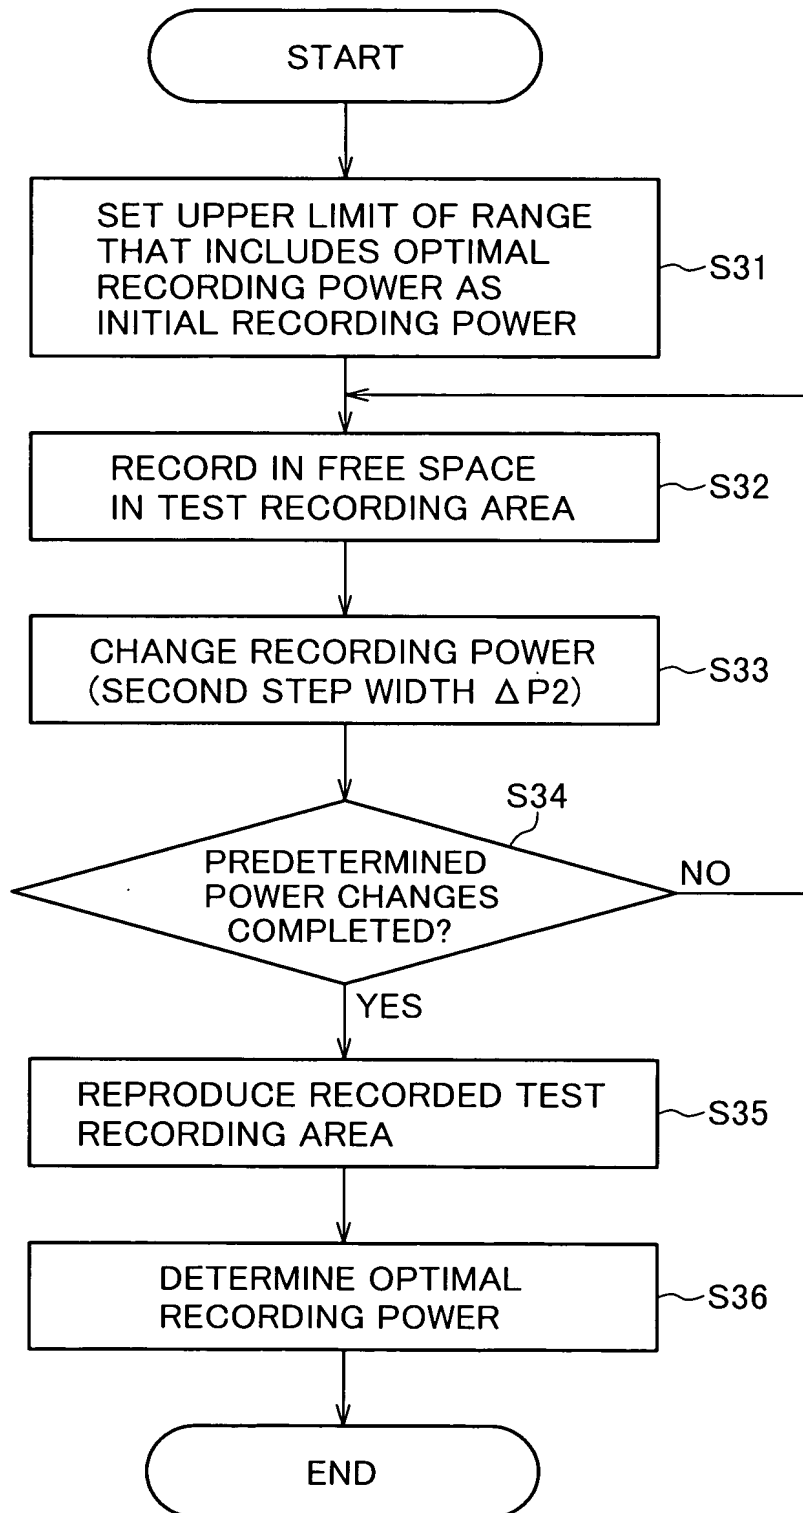 START
SET UPPER LIMIT OF RANGE
THAT INCLUDES OPTIMAL
RECORDING POWER AS
INITIAL RECORDING POWER
S31
RECORD IN FREE SPACE
IN TEST RECORDING AREA
S32
CHANGE RECORDING POWER
(SECOND STEP WIDTH ΔP2)
S33
S34
PREDETERMINED
POWER CHANGES
COMPLETED?
NO
YES
REPRODUCE RECORDED TEST
RECORDING AREA
S35
DETERMINE OPTIMAL
RECORDING POWER
S36
END